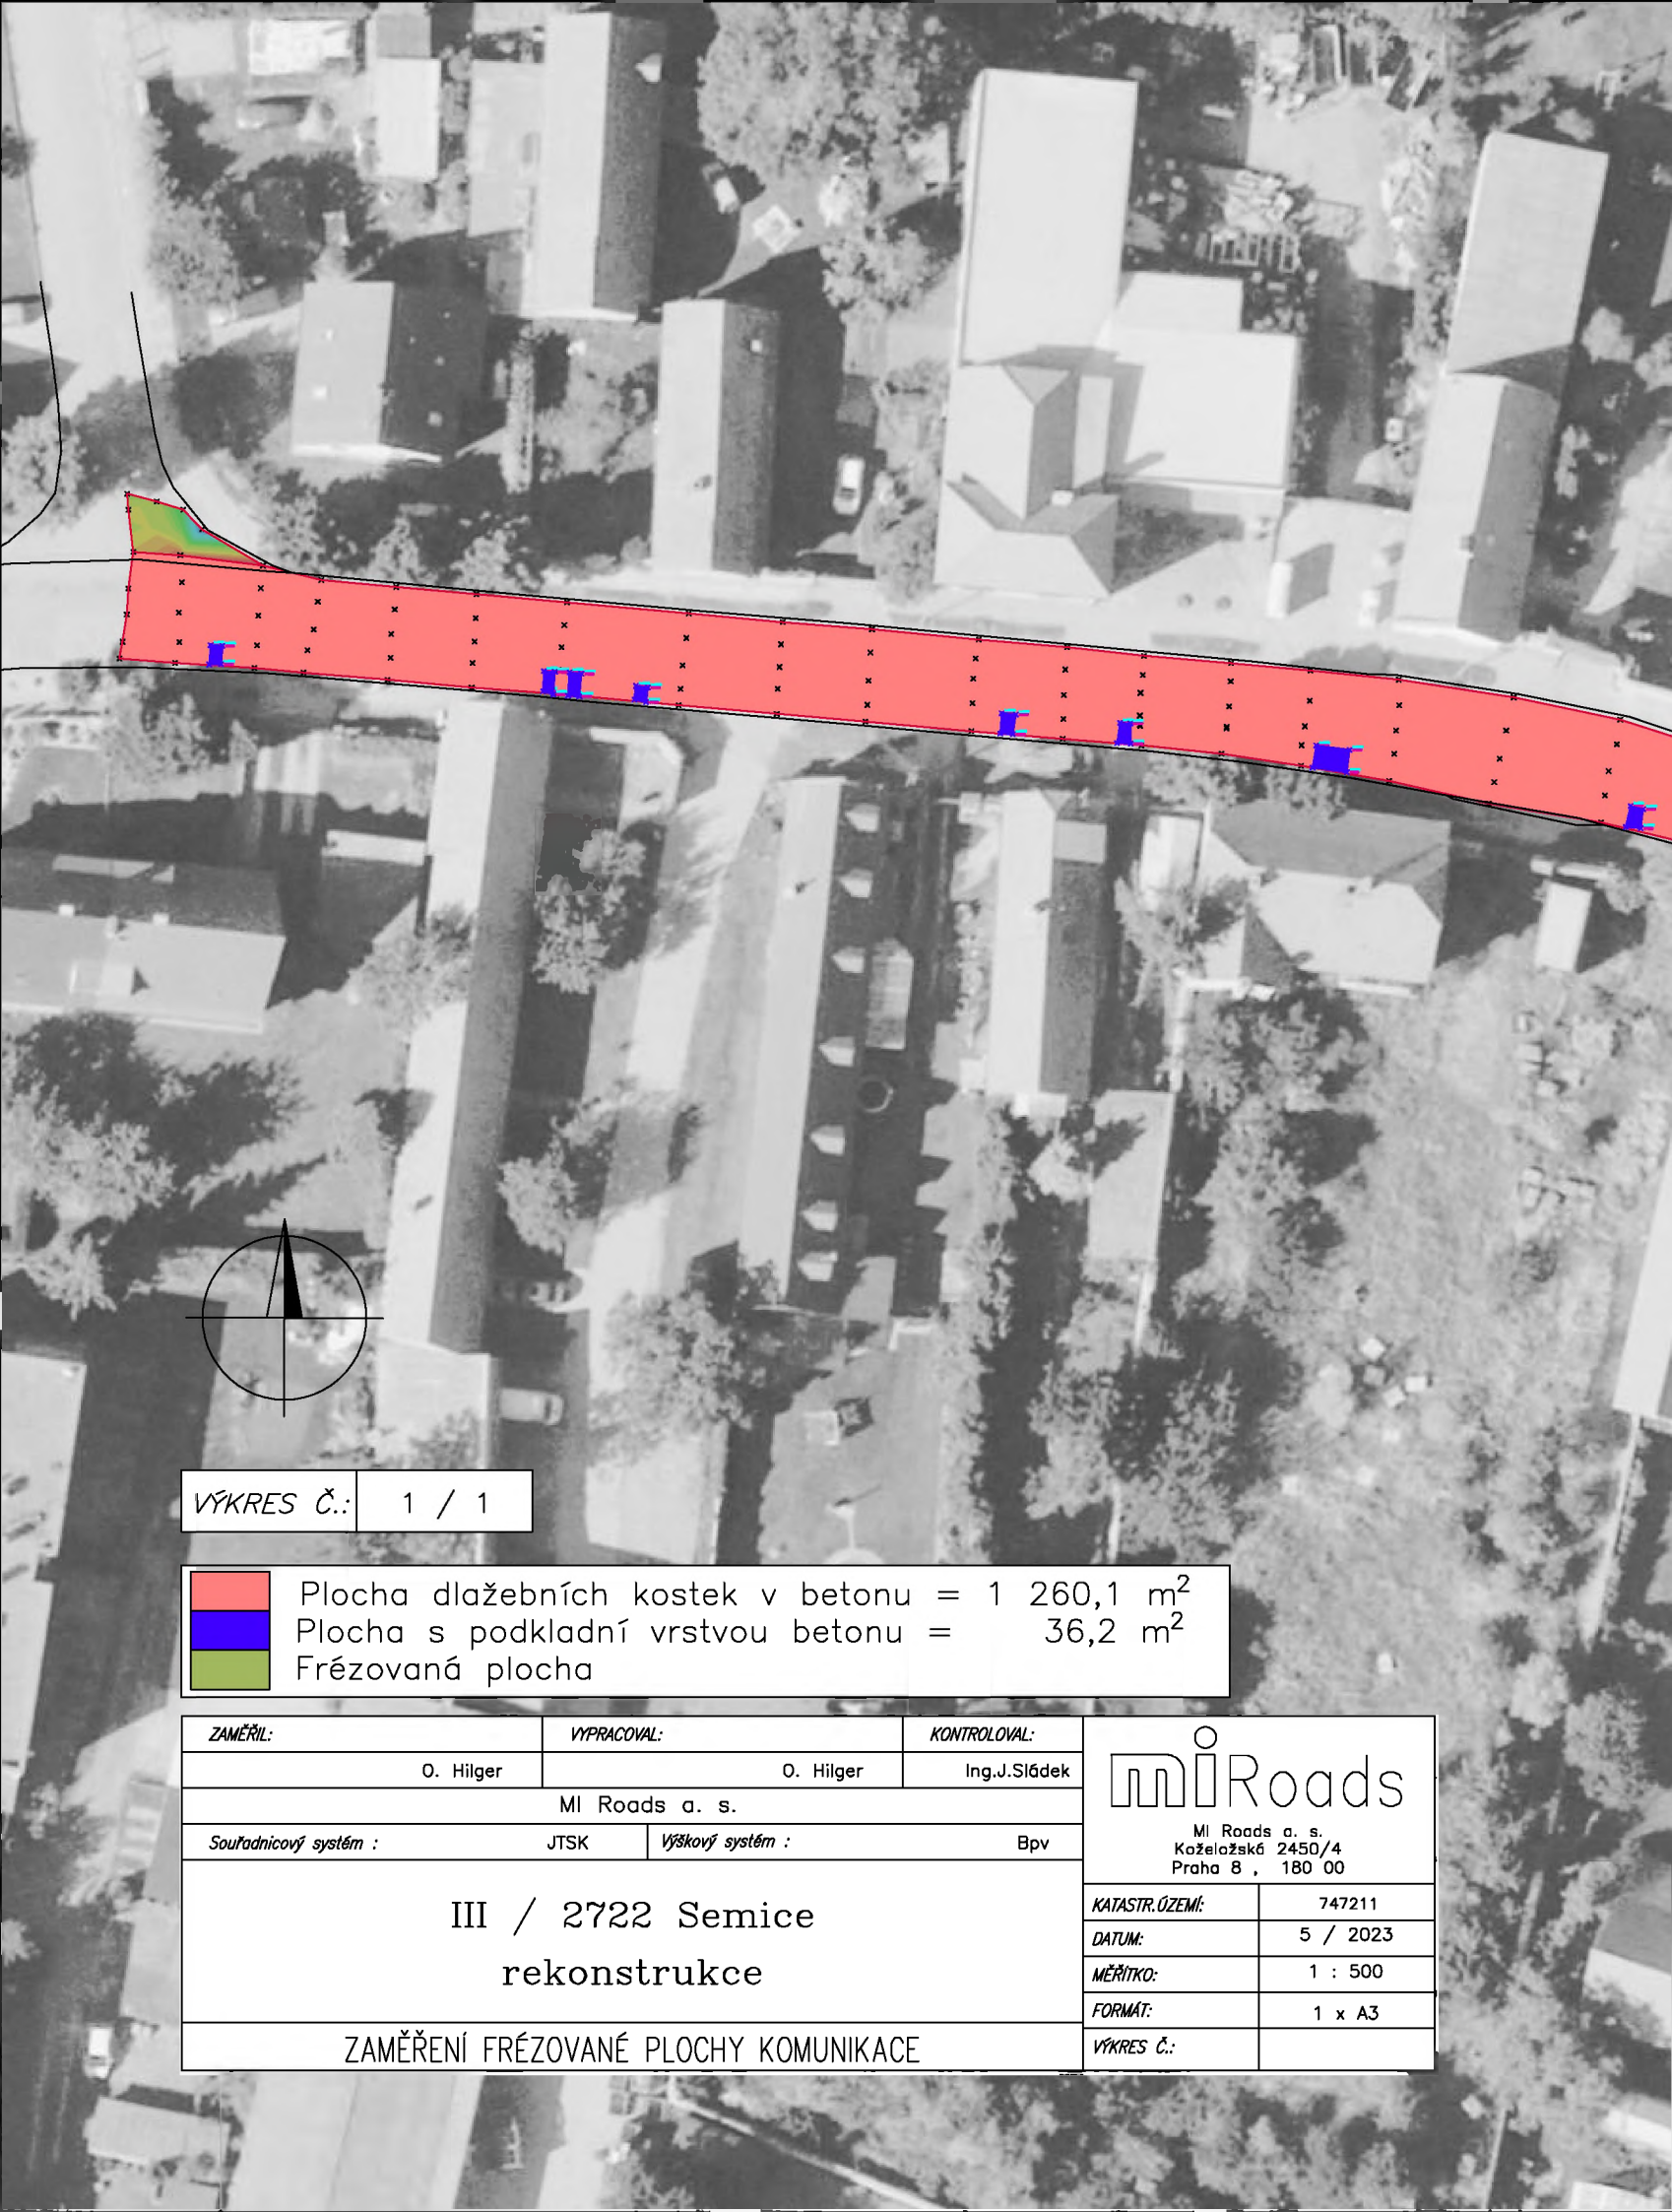 VÝKRES Č.: 1 / 1
Plocha dlažebních kostek v betonu = 1 260,1 m²
Plocha s podkladní vrstvou betonu = 36,2 m²
Frézovaná plocha
ZAMĚŘIL: VYPRACOVAL: KONTROLOVAL:
O. Hilger O. Hilger Ing.J.Sládek
MI Roads a. s.
Souřadnicový systém : JTSK Výškový systém : Bpv
III / 2722 Semice
rekonstrukce
ZAMĚŘENÍ FRÉZOVANÉ PLOCHY KOMUNIKACE
miRoads
MI Roads a. s.
Koželožská 2450/4
Praha 8 , 180 00
KATASTR.ÚZEMÍ: 747211
DATUM: 5 / 2023
MĚŘÍTKO: 1 : 500
FORMÁT: 1 x A3
VÝKRES Č.: